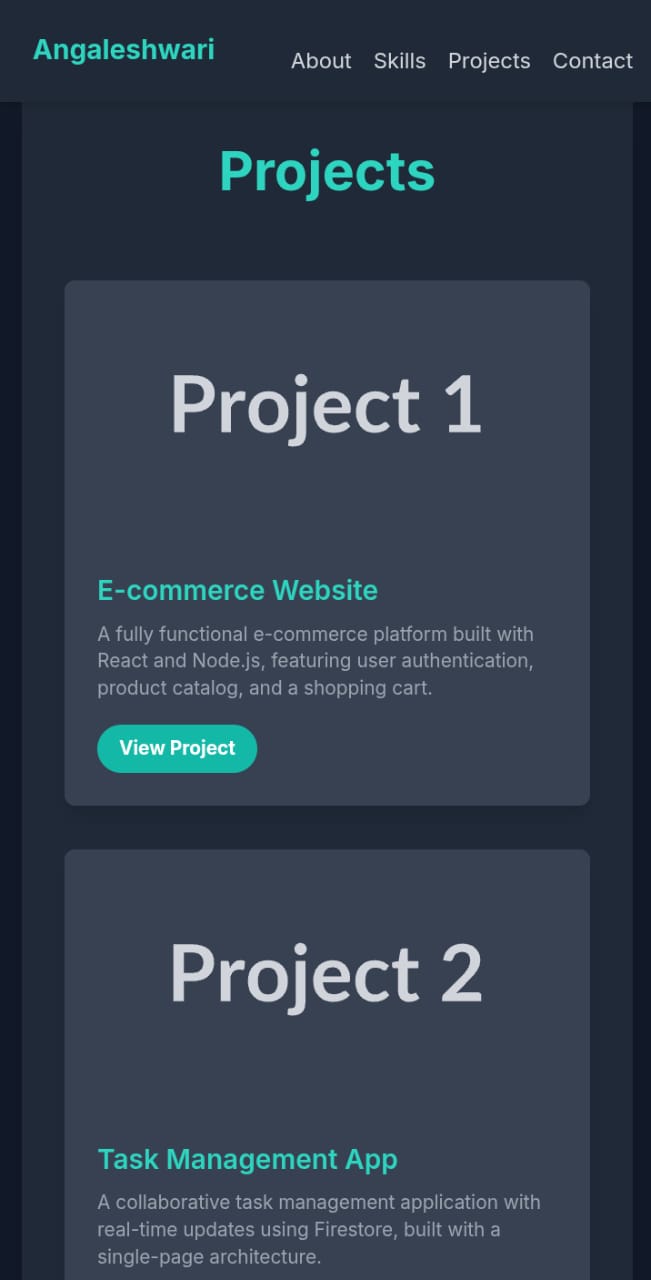 Angaleshwari
About Skills Projects Contact
Projects
Project 1
E-commerce Website
A fully functional e-commerce platform built with
React and Node.js, featuring user authentication,
product catalog, and a shopping cart.
View Project
Project 2
Task Management App
A collaborative task management application with
real-time updates using Firestore, built with a
single-page architecture.